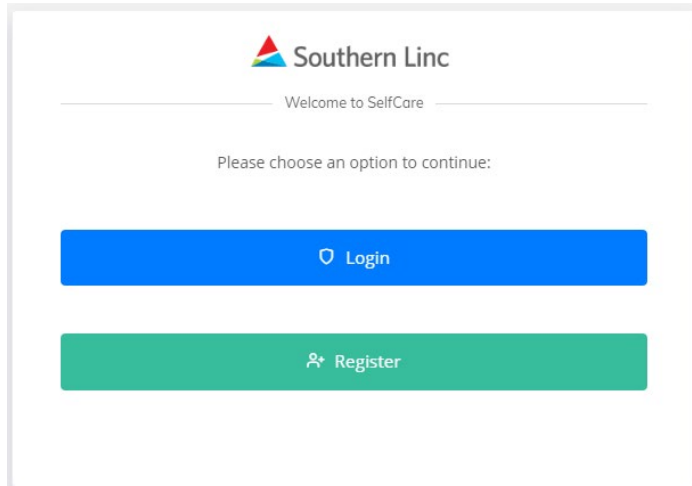 Southern Linc
Welcome to SelfCare
Please choose an option to continue:
Login
Register